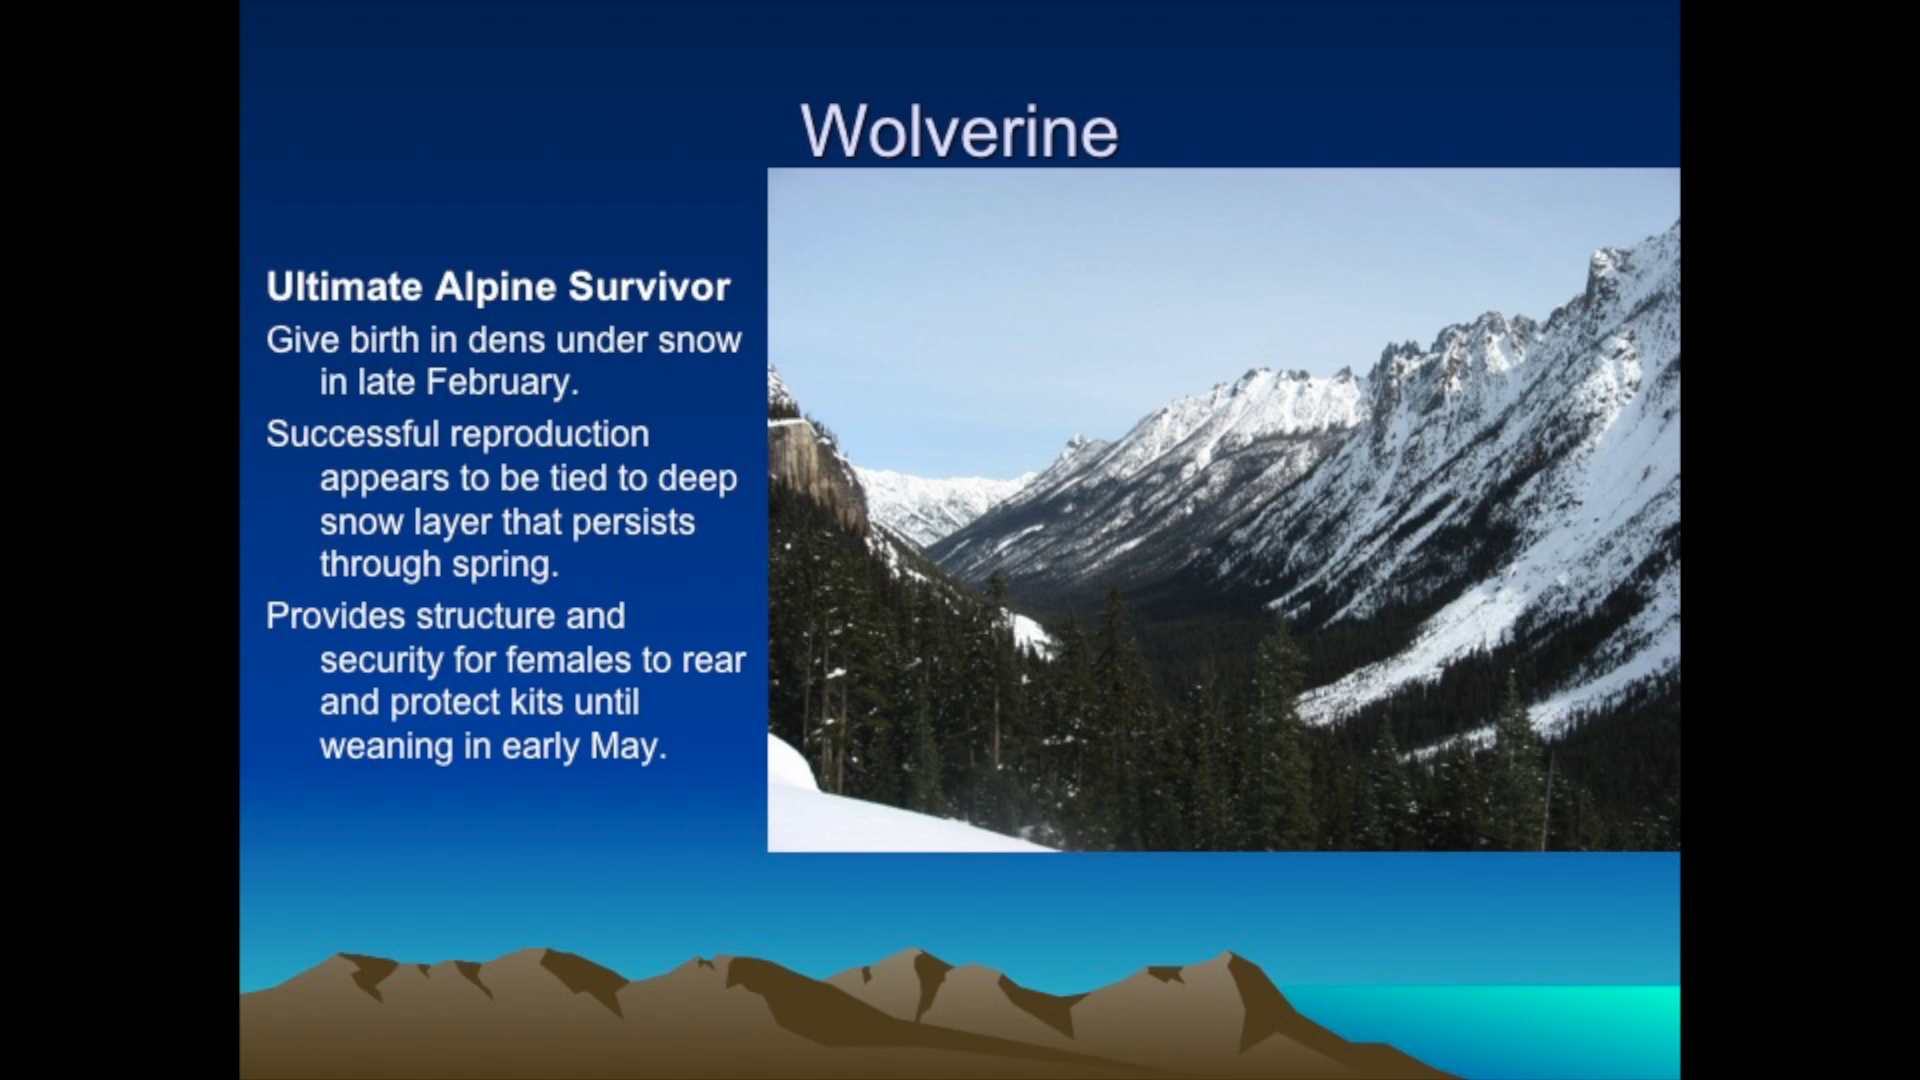 Wolverine
Ultimate Alpine Survivor
Give birth in dens under snow
in late February.
Successful reproduction
appears to be tied to deep
snow layer that persists
through spring.
Provides structure and
security for females to rear
and protect kits until
weaning in early May.